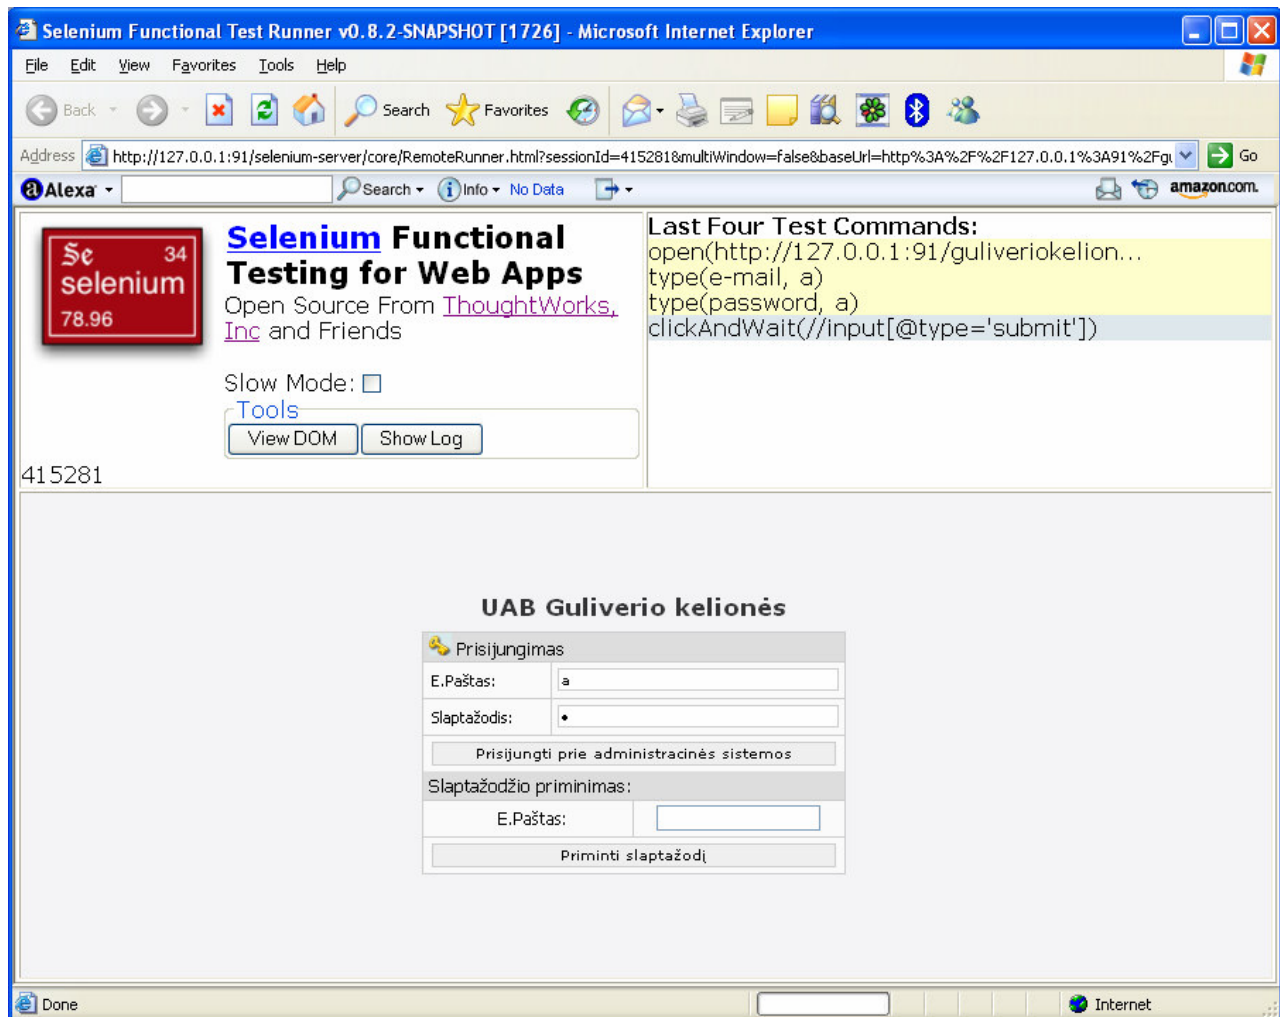 Selenium Functional Test Runner v0.8.2-SNAPSHOT [1726] - Microsoft Internet Explorer
File Edit View Favorites Tools Help
Back Search Favorites
Address http://127.0.0.1:91/selenium-server/core/RemoteRunner.html?sessionId=415281&multiWindow=false&baseUrl=http%3A%2F%2F127.0.0.1%3A91%2Fgu Go
Alexa Search Info No Data amazon.com.
Se 34
selenium
78.96
Selenium Functional
Testing for Web Apps
Open Source From ThoughtWorks,
Inc and Friends
Slow Mode:
Tools
View DOM Show Log
415281
Last Four Test Commands:
open(http://127.0.0.1:91/guliveriokelion...
type(e-mail, a)
type(password, a)
clickAndWait(//input[@type='submit'])
UAB Guliverio kelionės
Prisijungimas
E.Paštas: a
Slaptažodis: •
Prisijungti prie administracinės sistemos
Slaptažodžio priminimas:
E.Paštas:
Priminti slaptažodį
Done Internet